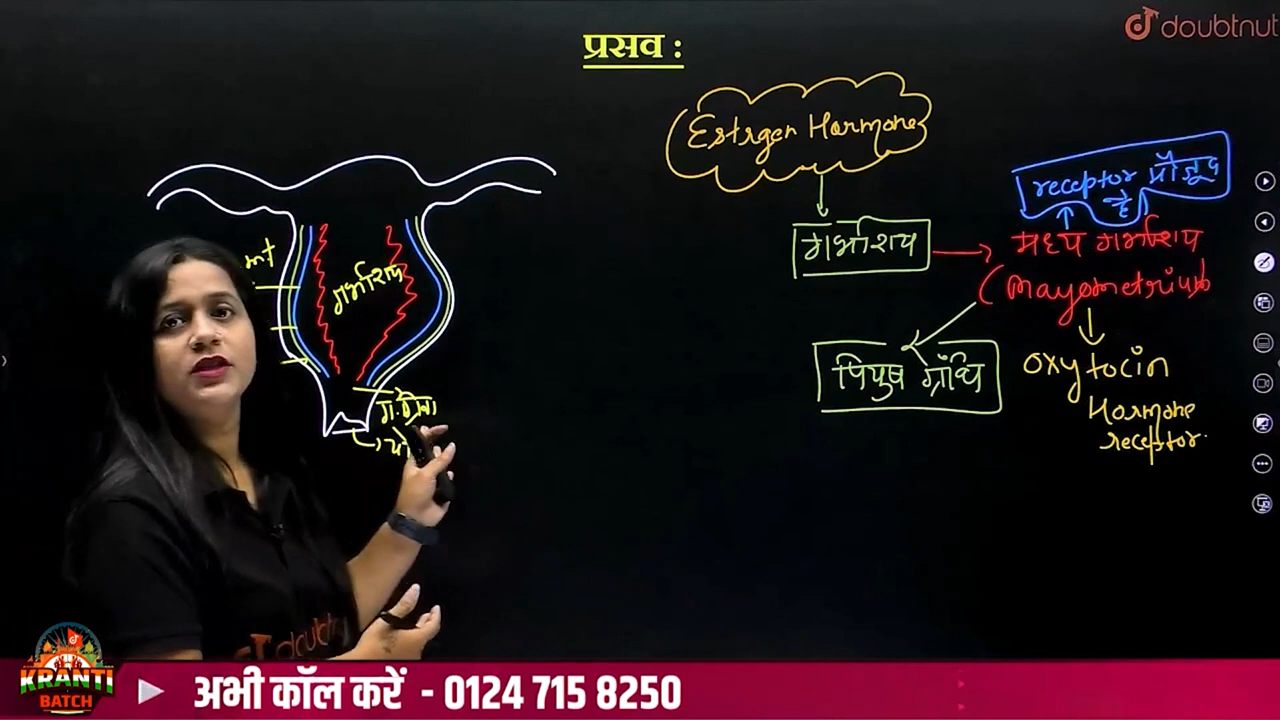 doubtnut
प्रसव :
Estrgen Hormone
receptor मौजूद
है
गर्भाशय
मध्य गर्भाशय
(Mayometrium)
पियुष ग्रंथि
oxytocin
Hormone
receptor
गर्भाशय
ग.ग्रीवा
doubtnut
KRANTI
BATCH
अभी कॉल करें - 0124 715 8250